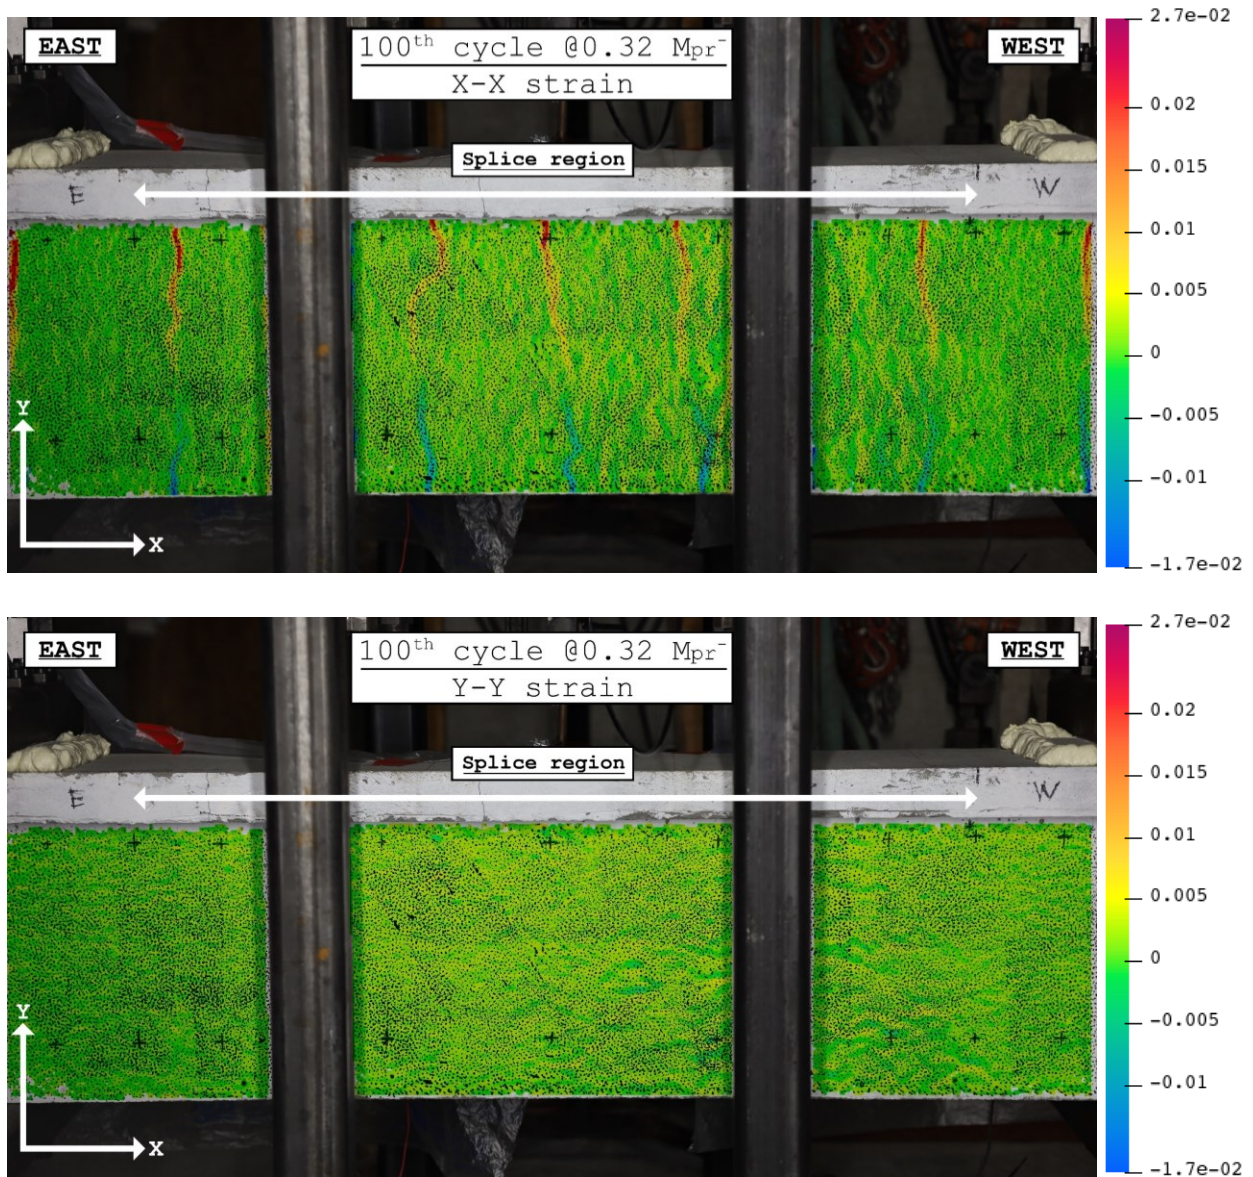 EAST
100th cycle @0.32 Mpr-
X-X strain
WEST
Splice region
E
W
Y
X
2.7e-02
0.02
0.015
0.01
0.005
0
-0.005
-0.01
-1.7e-02
EAST
100th cycle @0.32 Mpr-
Y-Y strain
WEST
Splice region
E
W
Y
X
2.7e-02
0.02
0.015
0.01
0.005
0
-0.005
-0.01
-1.7e-02